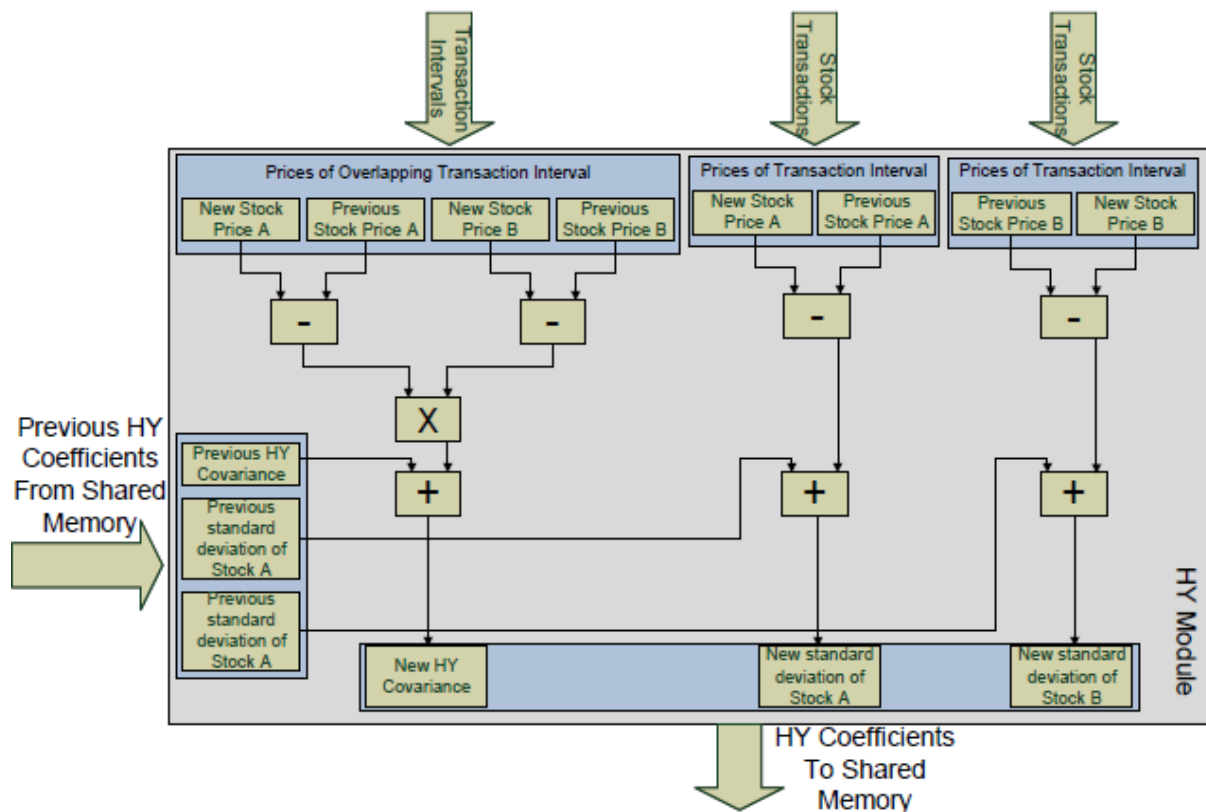 Transaction
Intervals
Stock
Transactions
Stock
Transactions
Prices of Overlapping Transaction Interval
New Stock
Price A
Previous
Stock Price A
New Stock
Price B
Previous
Stock Price B
Prices of Transaction Interval
New Stock
Price A
Previous
Stock Price A
Prices of Transaction Interval
Previous
Stock Price B
New Stock
Price B
-
-
-
-
X
Previous HY
Coefficients
From Shared
Memory
Previous HY
Covariance
Previous
standard
deviation of
Stock A
Previous
standard
deviation of
Stock A
+
+
+
New HY
Covariance
New standard
deviation of
Stock A
New standard
deviation of
Stock B
HY Module
HY Coefficients
To Shared
Memory